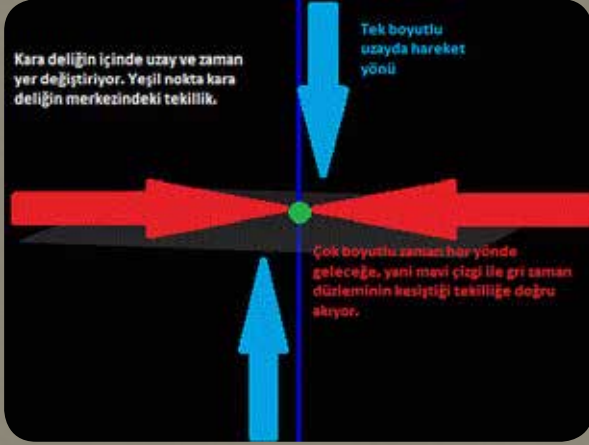 Kara deliğin içinde uzay ve zaman
yer değiştiriyor. Yeşil nokta kara
deliğin merkezindeki tekillik.
Tek boyutlu
uzayda hareket
yönü
Çok boyutlu zaman her yönde
geleceğe, yani mavi çizgi ile gri zaman
düzleminin kesiştiği tekilliğe doğru
akıyor.